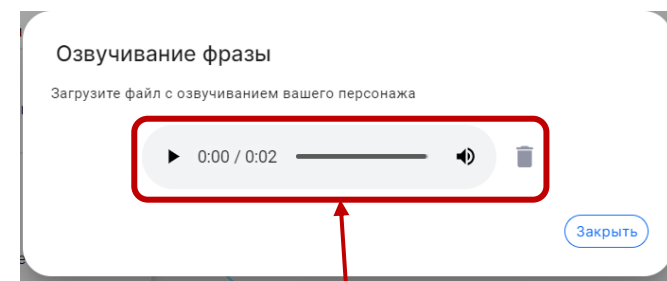 Озвучивание фразы
Загрузите файл с озвучиванием вашего персонажа
0:00 / 0:02
Закрыть